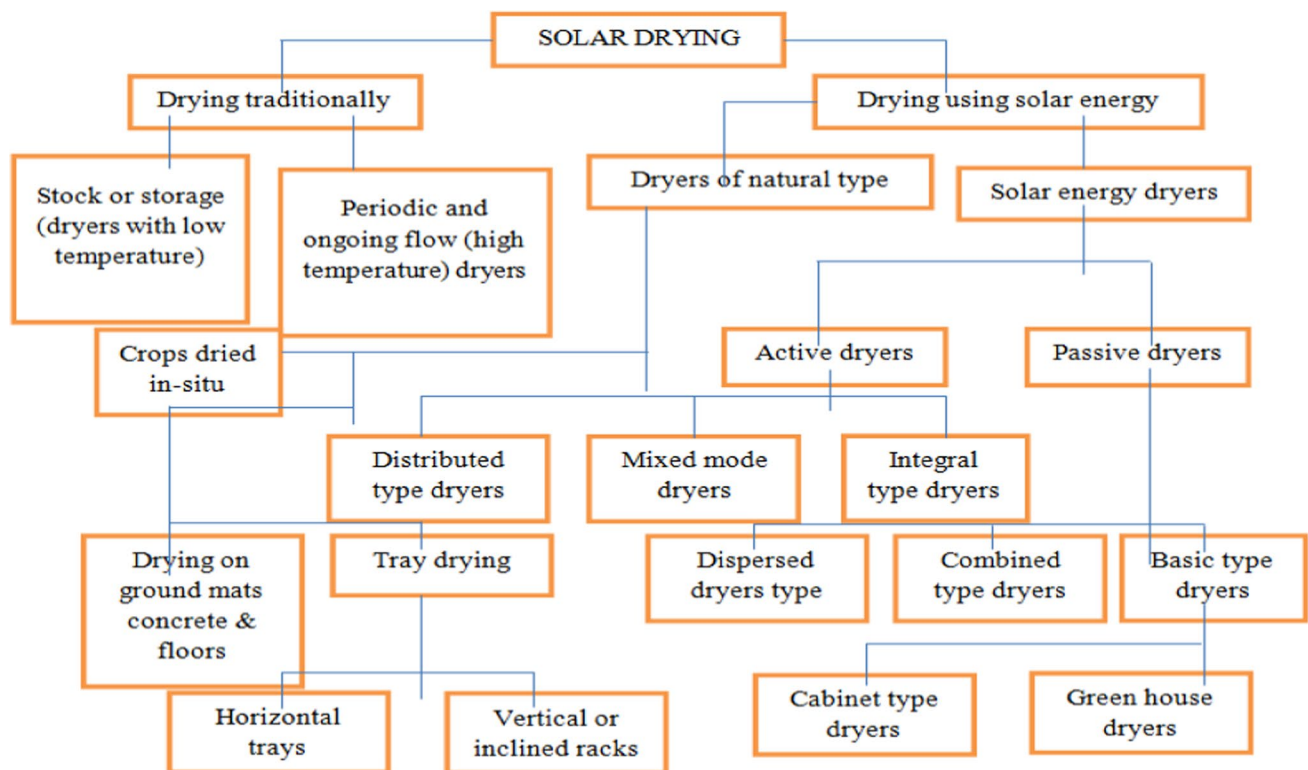 SOLAR DRYING
Drying traditionally
Drying using solar energy
Stock or storage
(dryers with low
temperature)
Periodic and
ongoing flow (high
temperature) dryers
Dryers of natural type
Solar energy dryers
Crops dried
in-situ
Active dryers
Passive dryers
Distributed
type dryers
Mixed mode
dryers
Integral
type dryers
Drying on
ground mats
concrete &
floors
Tray drying
Dispersed
dryers type
Combined
type dryers
Basic type
dryers
Horizontal
trays
Vertical or
inclined racks
Cabinet type
dryers
Green house
dryers